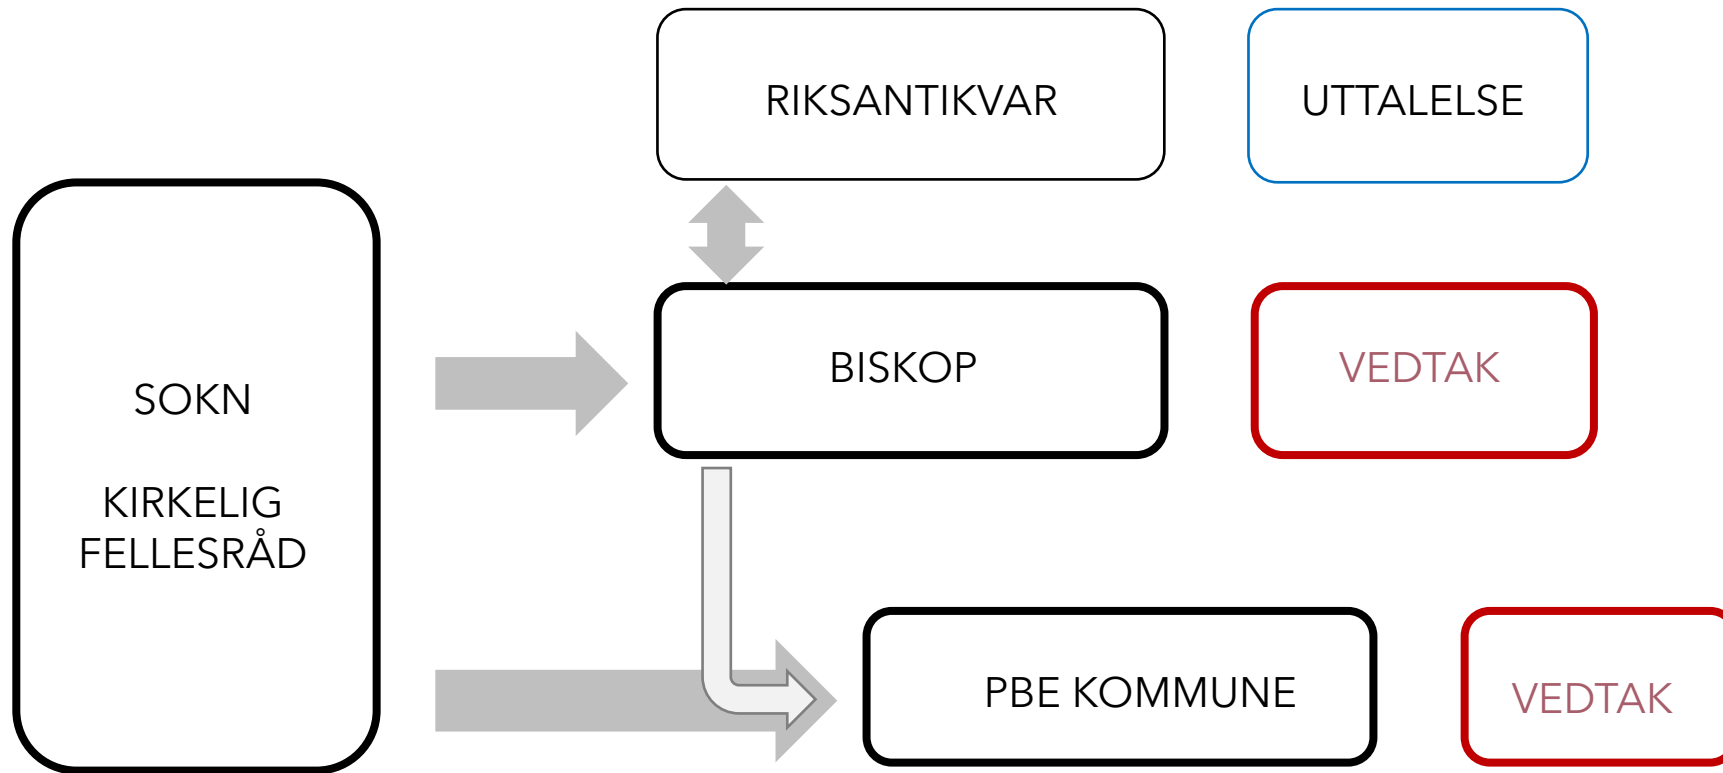 RIKSANTIKVAR
UTTALELSE
SOKN
KIRKELIG
FELLESRÅD
BISKOP
VEDTAK
PBE KOMMUNE
VEDTAK